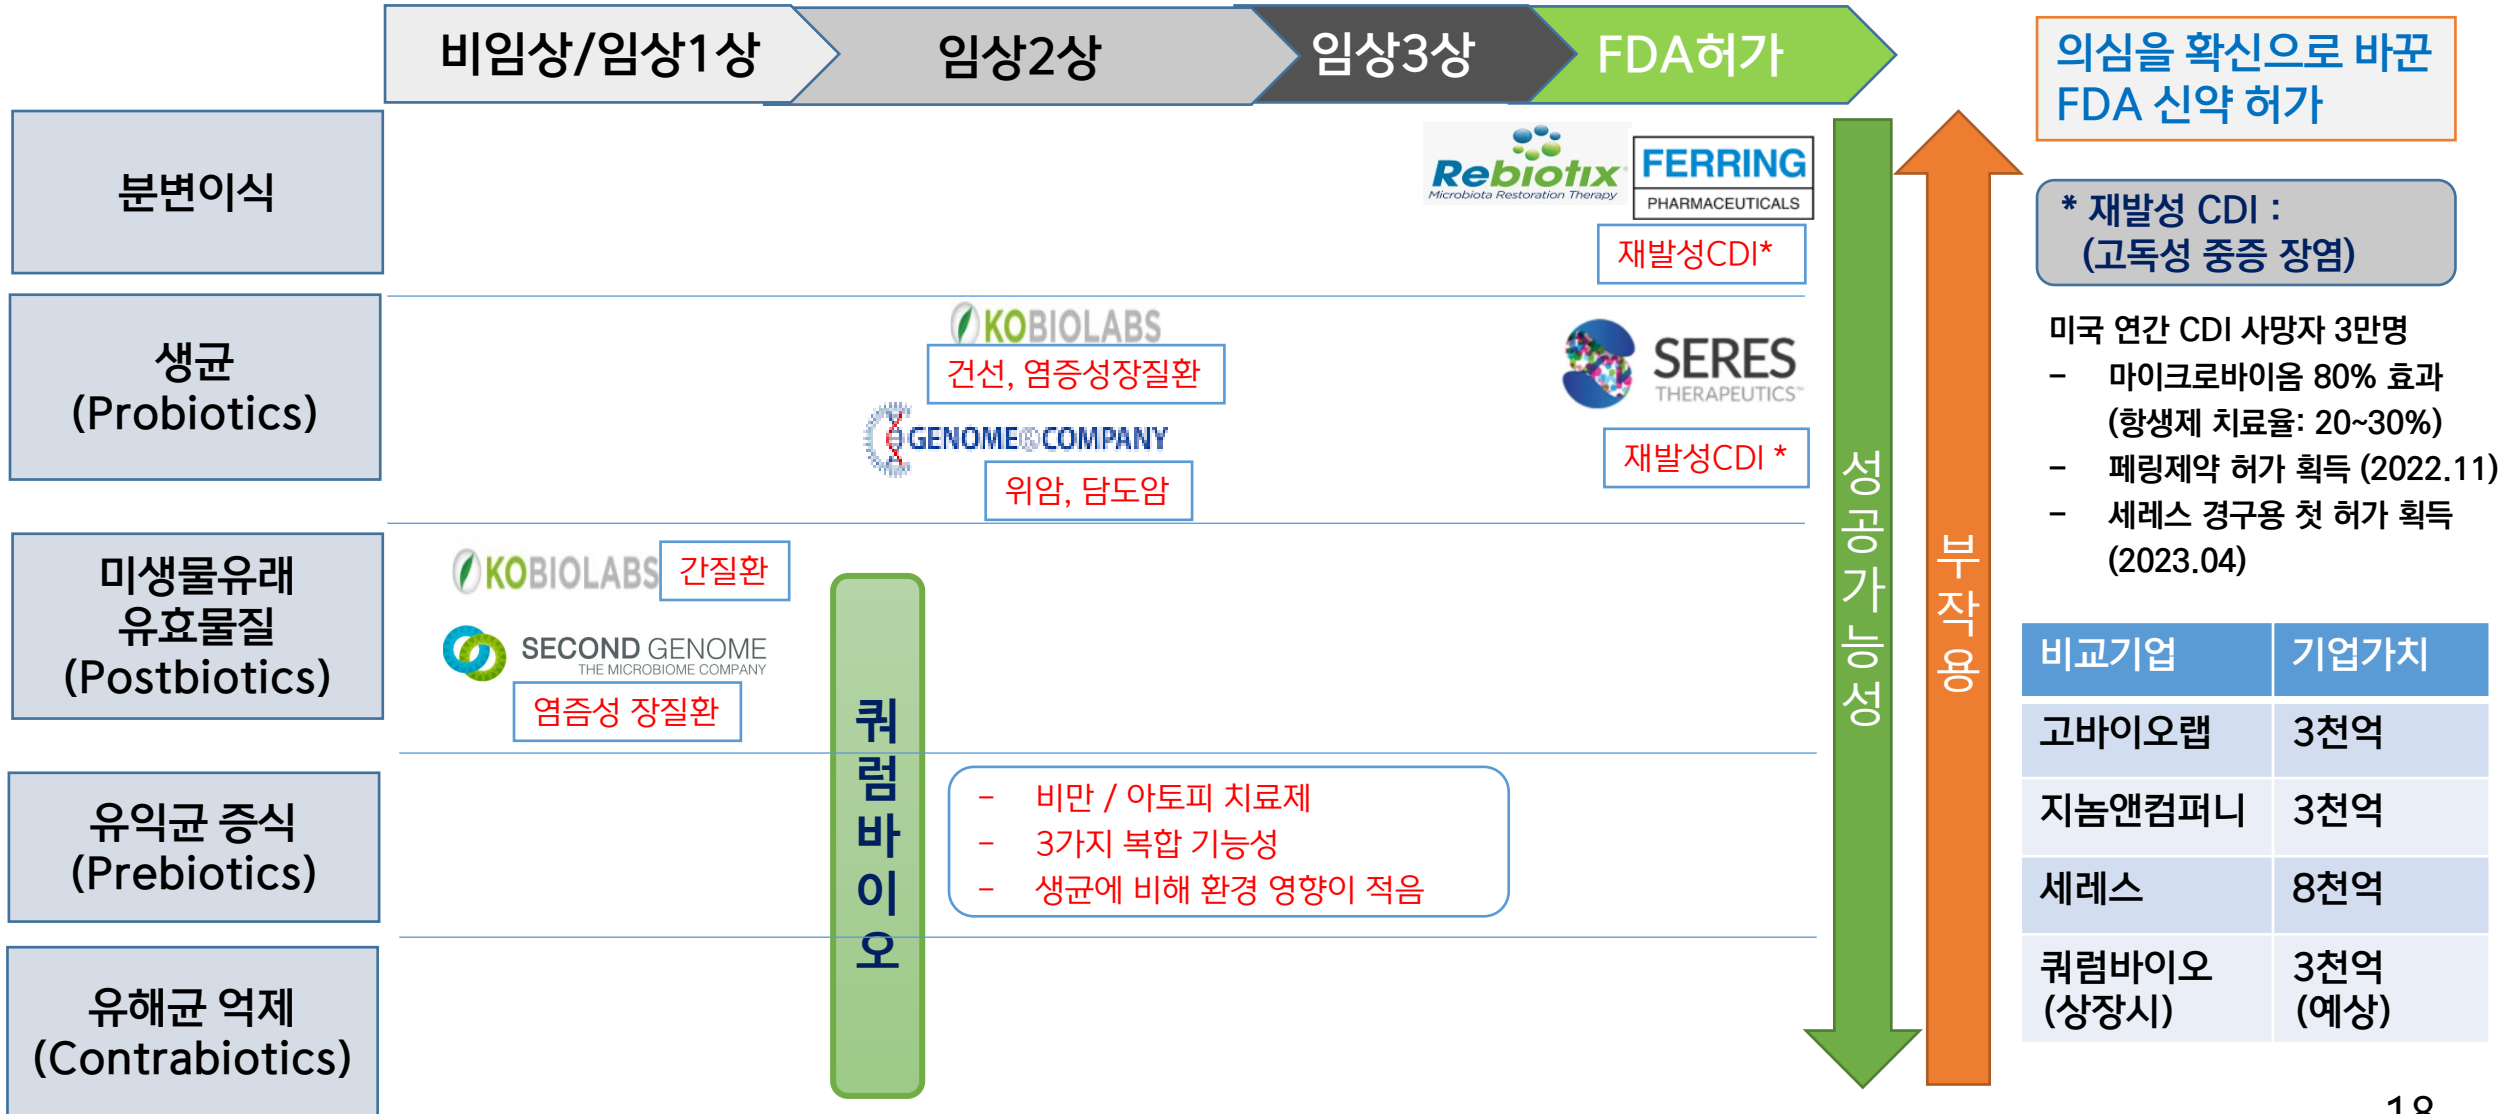 비임상/임상1상
임상2상
임상3상
FDA허가
의심을 확신으로 바꾼
FDA 신약 허가
분변이식
Rebiotix
Microbiota Restoration Therapy
FERRING
PHARMACEUTICALS
재발성CDI*
* 재발성 CDI :
(고독성 중증 장염)
생균
(Probiotics)
KOBIOLABS
건선, 염증성장질환
GENOME&COMPANY
위암, 담도암
SERES
THERAPEUTICS™
재발성CDI *
미국 연간 CDI 사망자 3만명
- 마이크로바이옴 80% 효과
(항생제 치료율: 20~30%)
- 페링제약 허가 획득 (2022.11)
- 세레스 경구용 첫 허가 획득
(2023.04)
미생물유래
유효물질
(Postbiotics)
KOBIOLABS
간질환
SECOND GENOME
THE MICROBIOME COMPANY
염즘성 장질환
유익균 증식
(Prebiotics)
퀴럼바이오
- 비만 / 아토피 치료제
- 3가지 복합 기능성
- 생균에 비해 환경 영향이 적음
유해균 억제
(Contrabiotics)
성공가능성
부작용
비교기업 기업가치
고바이오랩 3천억
지놈앤컴퍼니 3천억
세레스 8천억
쿼럼바이오 3천억
(상장시) (예상)
18